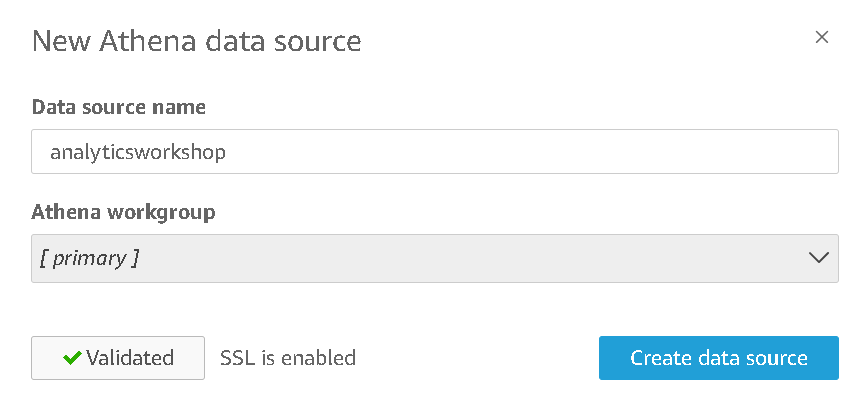 New Athena data source
Data source name
analyticsworkshop
Athena workgroup
[ primary ]
Validated SSL is enabled Create data source